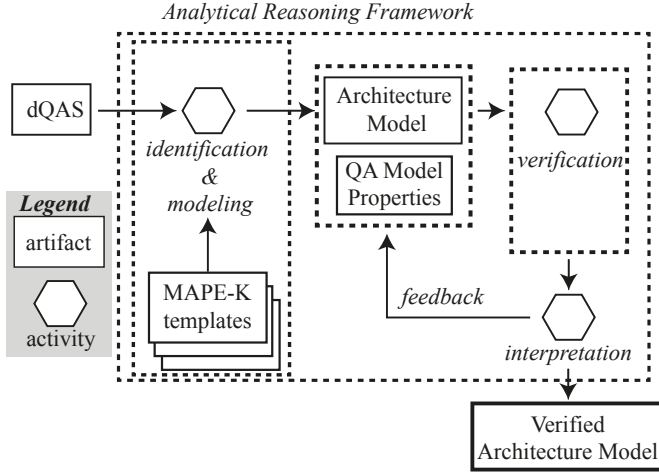 Analytical Reasoning Framework
dQAS
identification
&
modeling
MAPE-K
templates
Architecture
Model
QA Model
Properties
verification
feedback
interpretation
Verified
Architecture Model
Legend
artifact
activity